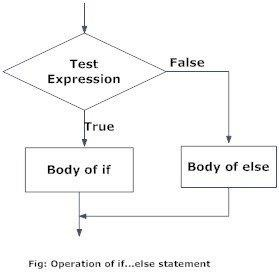 Test
Expression
False
True
Body of if
Body of else
Fig: Operation of if...else statement